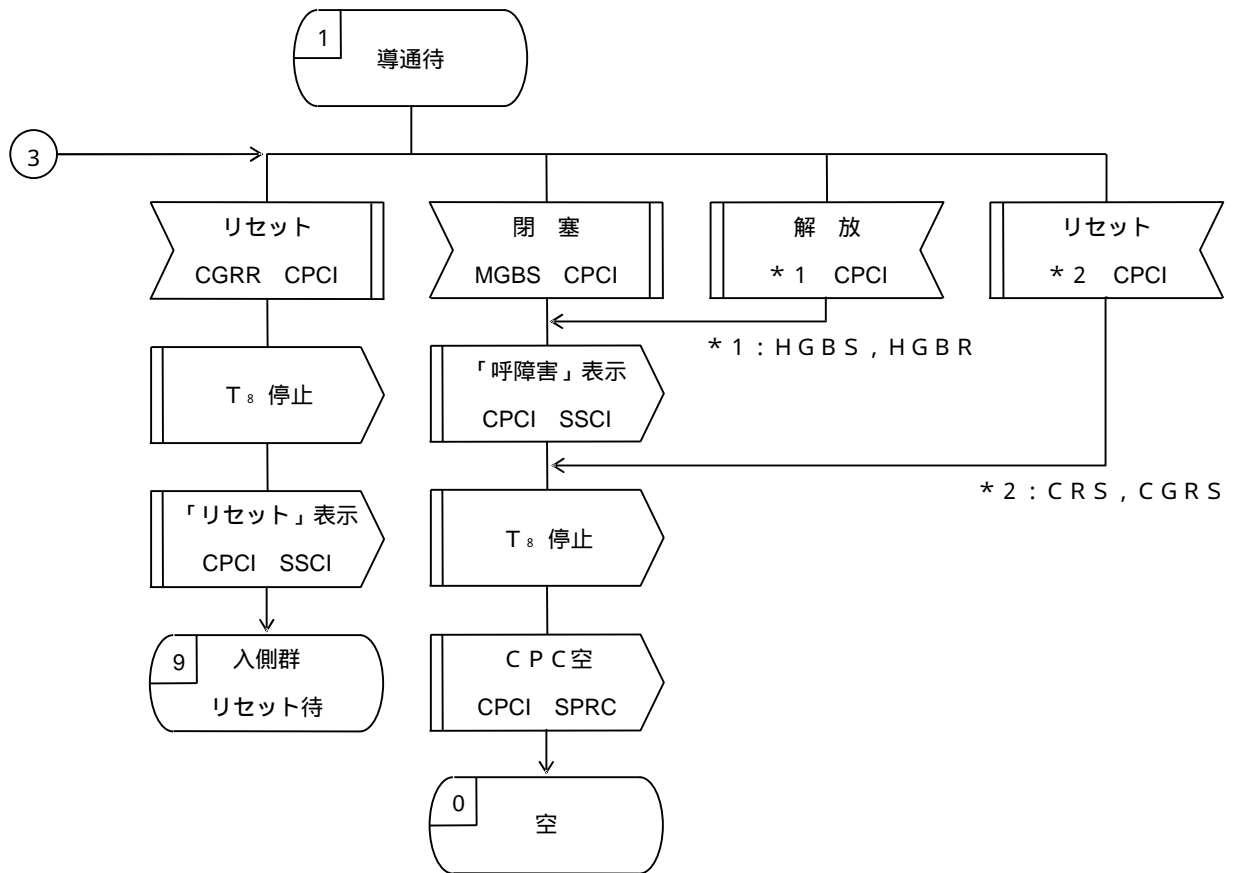 1
導通待
3
リセット
CGRR CPCI
閉 塞
MGBS CPCI
解 放
*1 CPCI
リセット
*2 CPCI
*1:HGBS,HGBR
T₈ 停止
「呼障害」表示
CPCI SSCI
*2:CRS,CGRS
「リセット」表示
CPCI SSCI
T₈ 停止
9
入側群
リセット待
CPC空
CPCI SPRC
0
空